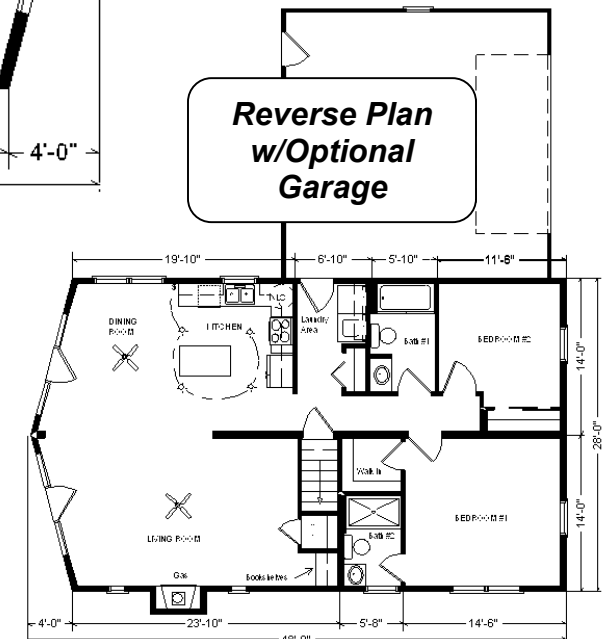 4'-0"
Reverse Plan
w/Optional
Garage
19'-10"
6'-10"
5'-10"
11'-6"
DINING
ROOM
KITCHEN
Laundry
Area
Bath #1
BEDROOM #2
14'-0"
28'-0"
14'-0"
Walk In
BEDROOM #1
LIVING ROOM
Bath #2
Gas
Bookshelves
4'-0"
23'-10"
5'-8"
14'-6"